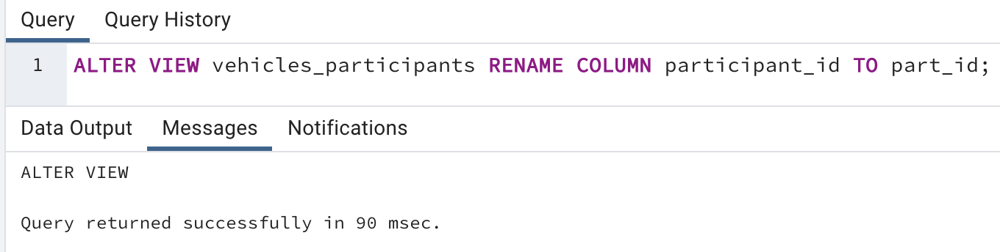 Query Query History
1 ALTER VIEW vehicles_participants RENAME COLUMN participant_id TO part_id;
Data Output Messages Notifications
ALTER VIEW
Query returned successfully in 90 msec.